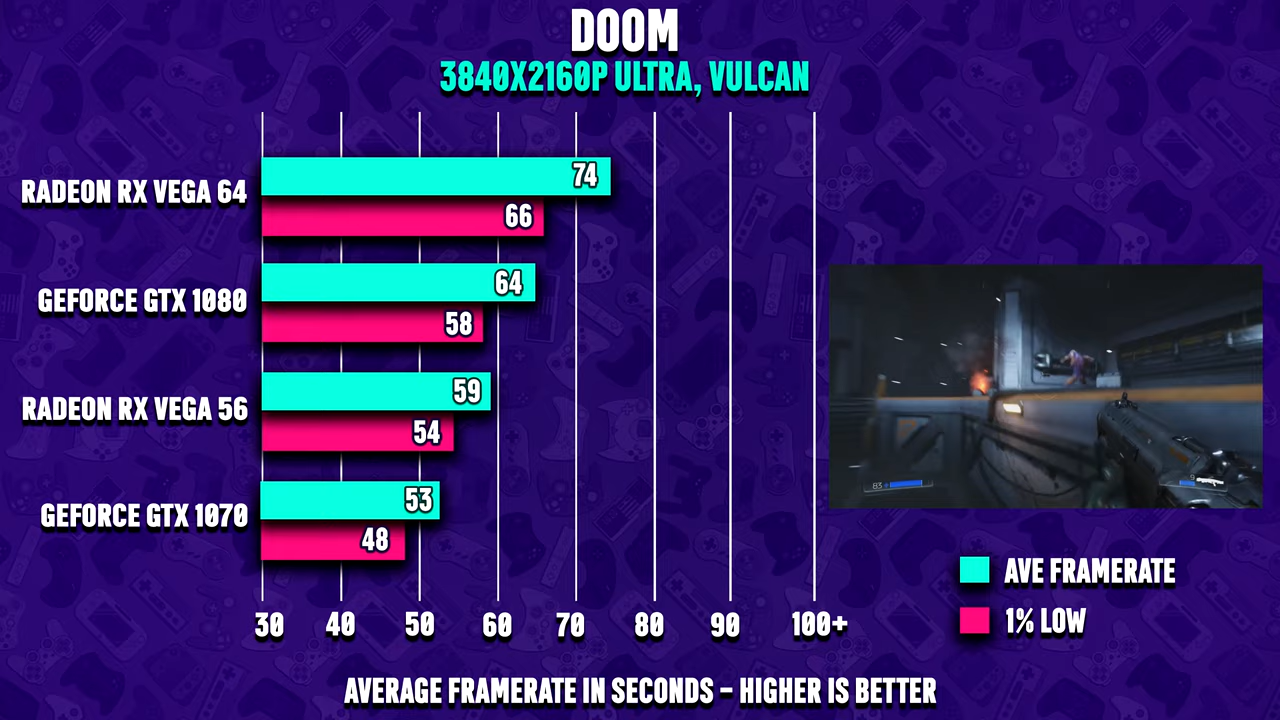 DOOM
3840X2160P ULTRA, VULCAN
RADEON RX VEGA 64
74
66
GEFORCE GTX 1080
64
58
RADEON RX VEGA 56
59
54
GEFORCE GTX 1070
53
48
30 40 50 60 70 80 90 100+
83
AVE FRAMERATE
1% LOW
AVERAGE FRAMERATE IN SECONDS – HIGHER IS BETTER